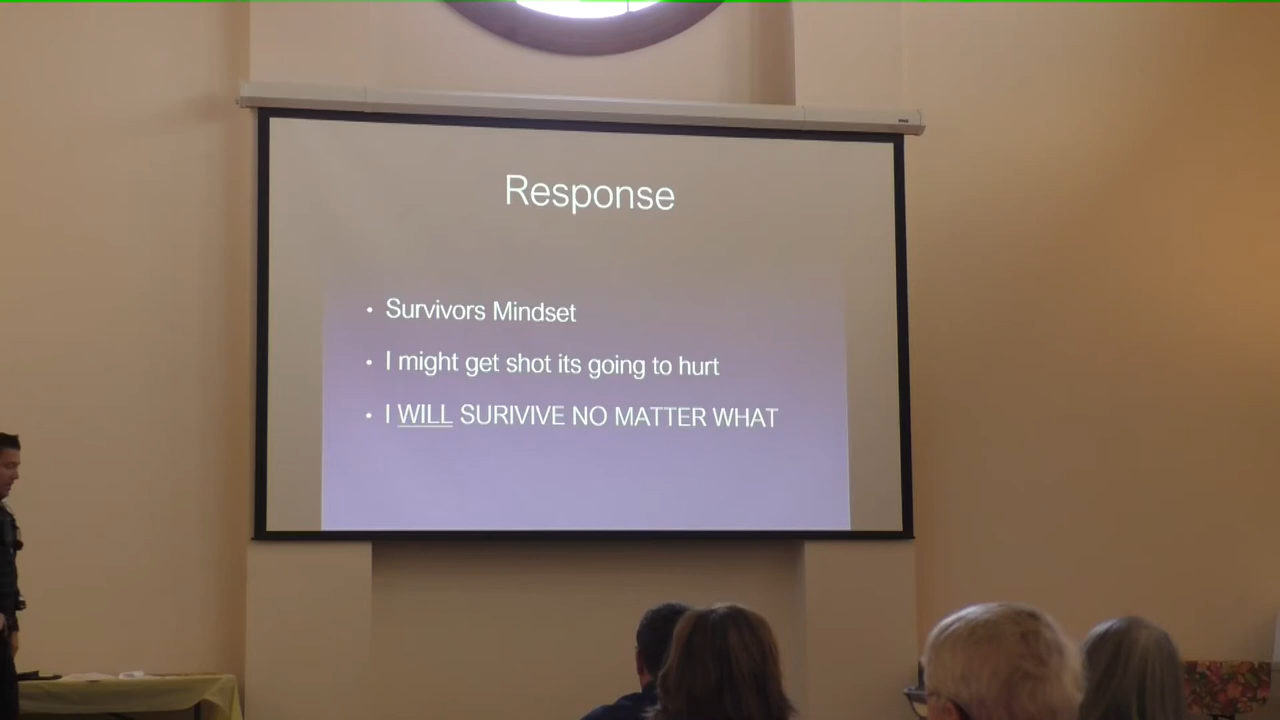 Response
• Survivors Mindset
• I might get shot its going to hurt
• I WILL SURIVIVE NO MATTER WHAT